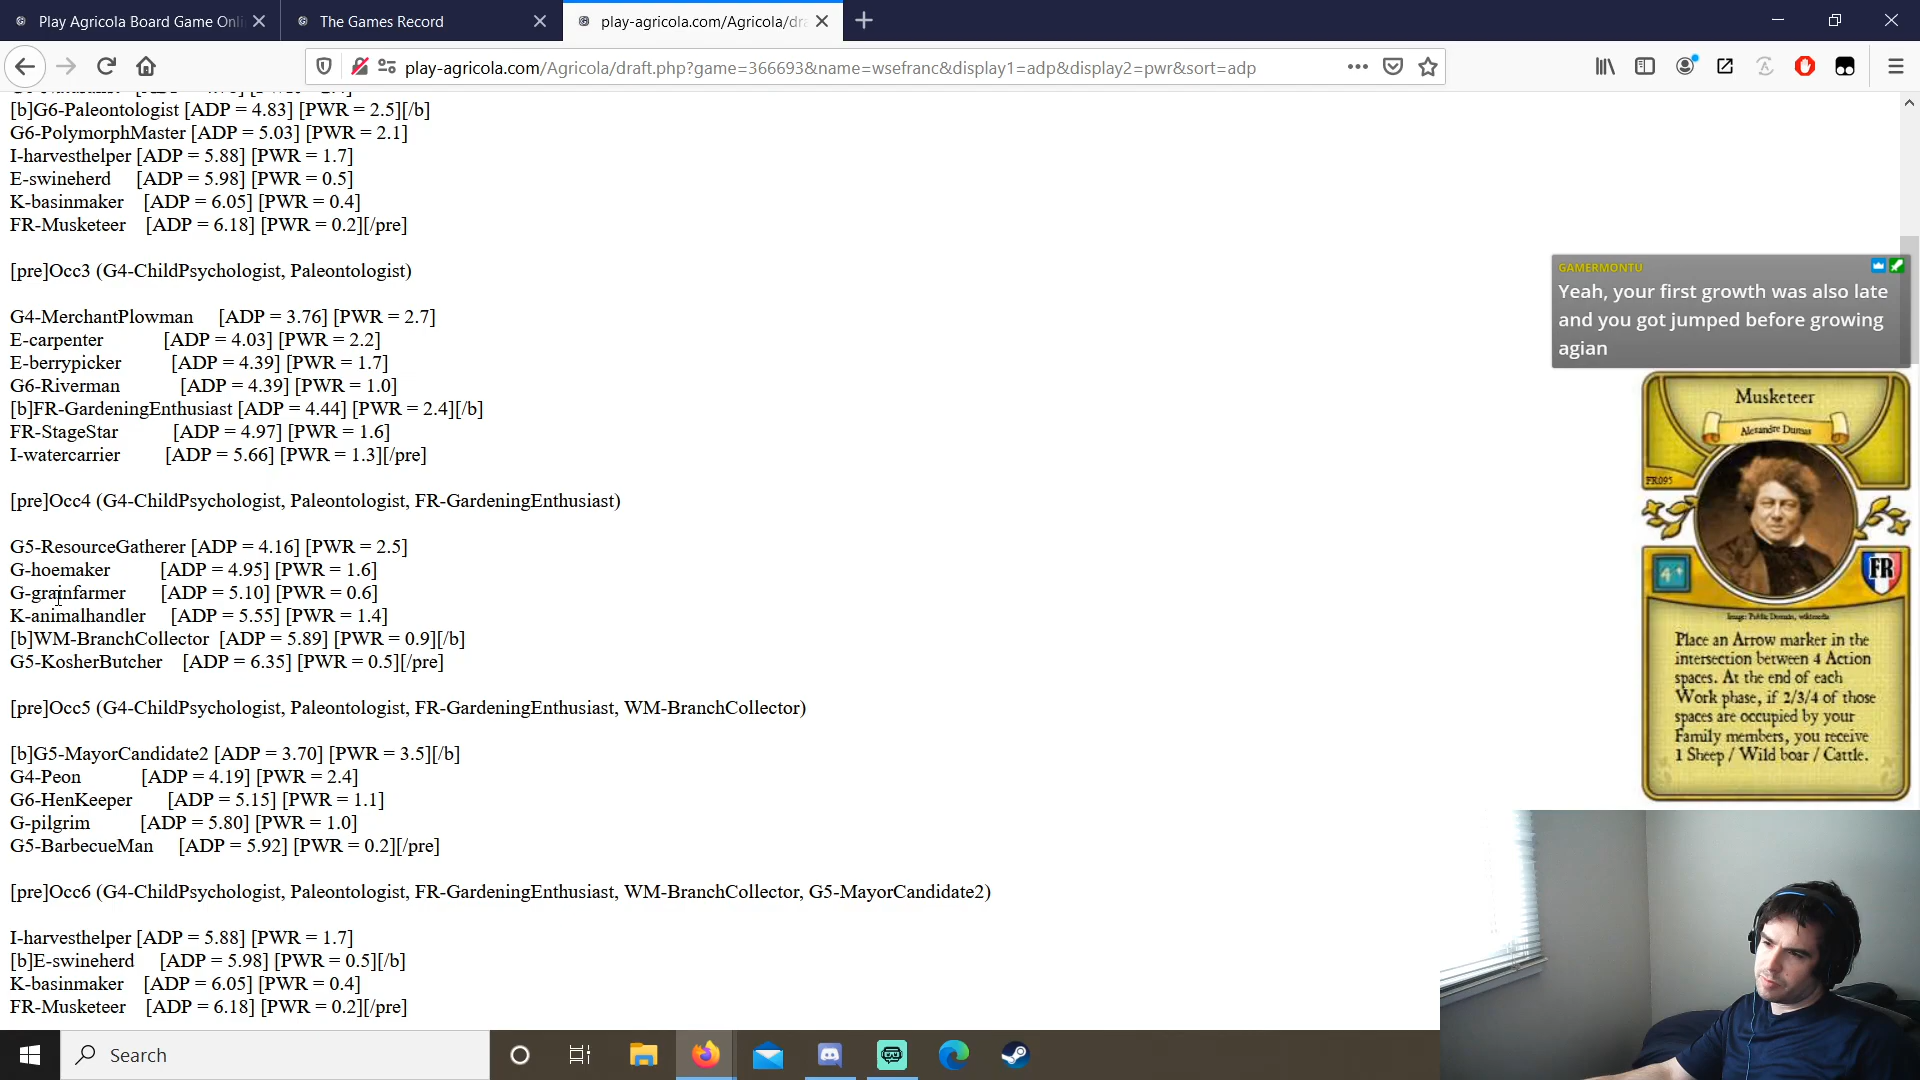 Play Agricola Board Game Onli
The Games Record
play-agricola.com/Agricola/dra
play-agricola.com/Agricola/draft.php?game=366693&name=wsefranc&display1=adp&display2=pwr&sort=adp
[b]G6-Paleontologist [ADP = 4.83] [PWR = 2.5][/b]
G6-PolymorphMaster [ADP = 5.03] [PWR = 2.1]
I-harvesthelper [ADP = 5.88] [PWR = 1.7]
E-swineherd [ADP = 5.98] [PWR = 0.5]
K-basinmaker [ADP = 6.05] [PWR = 0.4]
FR-Musketeer [ADP = 6.18] [PWR = 0.2][/pre]
[pre]Occ3 (G4-ChildPsychologist, Paleontologist)
G4-MerchantPlowman [ADP = 3.76] [PWR = 2.7]
E-carpenter [ADP = 4.03] [PWR = 2.2]
E-berrypicker [ADP = 4.39] [PWR = 1.7]
G6-Riverman [ADP = 4.39] [PWR = 1.0]
[b]FR-GardeningEnthusiast [ADP = 4.44] [PWR = 2.4][/b]
FR-StageStar [ADP = 4.97] [PWR = 1.6]
I-watercarrier [ADP = 5.66] [PWR = 1.3][/pre]
[pre]Occ4 (G4-ChildPsychologist, Paleontologist, FR-GardeningEnthusiast)
G5-ResourceGatherer [ADP = 4.16] [PWR = 2.5]
G-hoemaker [ADP = 4.95] [PWR = 1.6]
G-grainfarmer [ADP = 5.10] [PWR = 0.6]
K-animalhandler [ADP = 5.55] [PWR = 1.4]
[b]WM-BranchCollector [ADP = 5.89] [PWR = 0.9][/b]
G5-KosherButcher [ADP = 6.35] [PWR = 0.5][/pre]
[pre]Occ5 (G4-ChildPsychologist, Paleontologist, FR-GardeningEnthusiast, WM-BranchCollector)
[b]G5-MayorCandidate2 [ADP = 3.70] [PWR = 3.5][/b]
G4-Peon [ADP = 4.19] [PWR = 2.4]
G6-HenKeeper [ADP = 5.15] [PWR = 1.1]
G-pilgrim [ADP = 5.80] [PWR = 1.0]
G5-BarbecueMan [ADP = 5.92] [PWR = 0.2][/pre]
[pre]Occ6 (G4-ChildPsychologist, Paleontologist, FR-GardeningEnthusiast, WM-BranchCollector, G5-MayorCandidate2)
I-harvesthelper [ADP = 5.88] [PWR = 1.7]
[b]E-swineherd [ADP = 5.98] [PWR = 0.5][/b]
K-basinmaker [ADP = 6.05] [PWR = 0.4]
FR-Musketeer [ADP = 6.18] [PWR = 0.2][/pre]
GAMERMONTU
Yeah, your first growth was also late
and you got jumped before growing
agian
Musketeer
Alexandre Dumas
FR095
4+
FR
Image: Public Domain, wikimedia
Place an Arrow marker in the
intersection between 4 Action
spaces. At the end of each
Work phase, if 2/3/4 of those
spaces are occupied by your
Family members, you receive
1 Sheep / Wild boar / Cattle.
Search